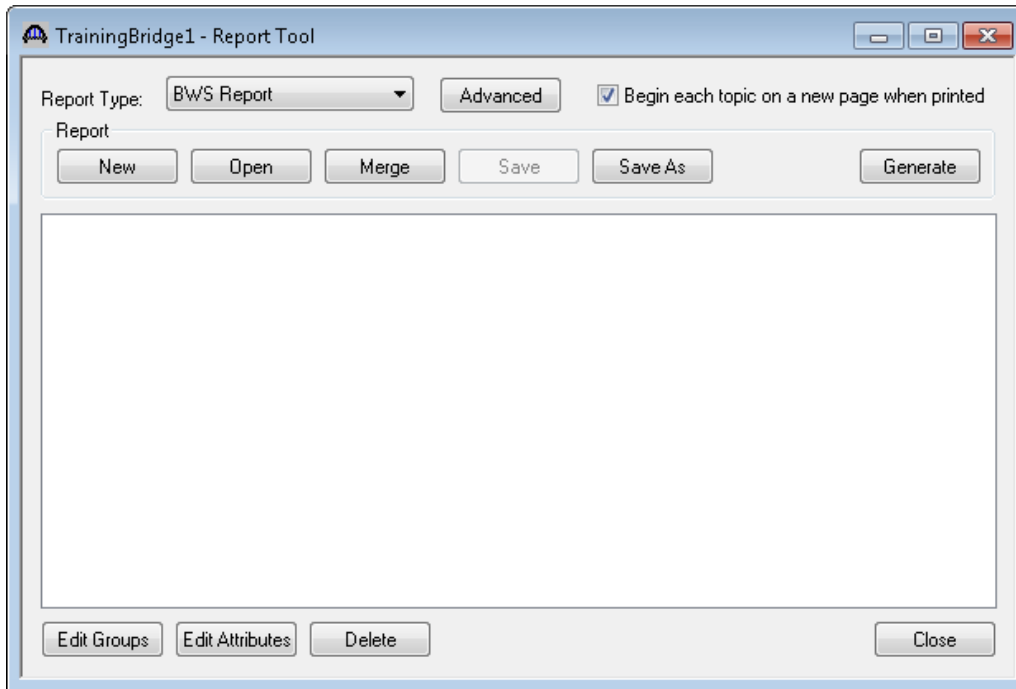 TrainingBridge1 - Report Tool
Report Type: BWS Report Advanced Begin each topic on a new page when printed
Report
New Open Merge Save Save As Generate
Edit Groups Edit Attributes Delete Close